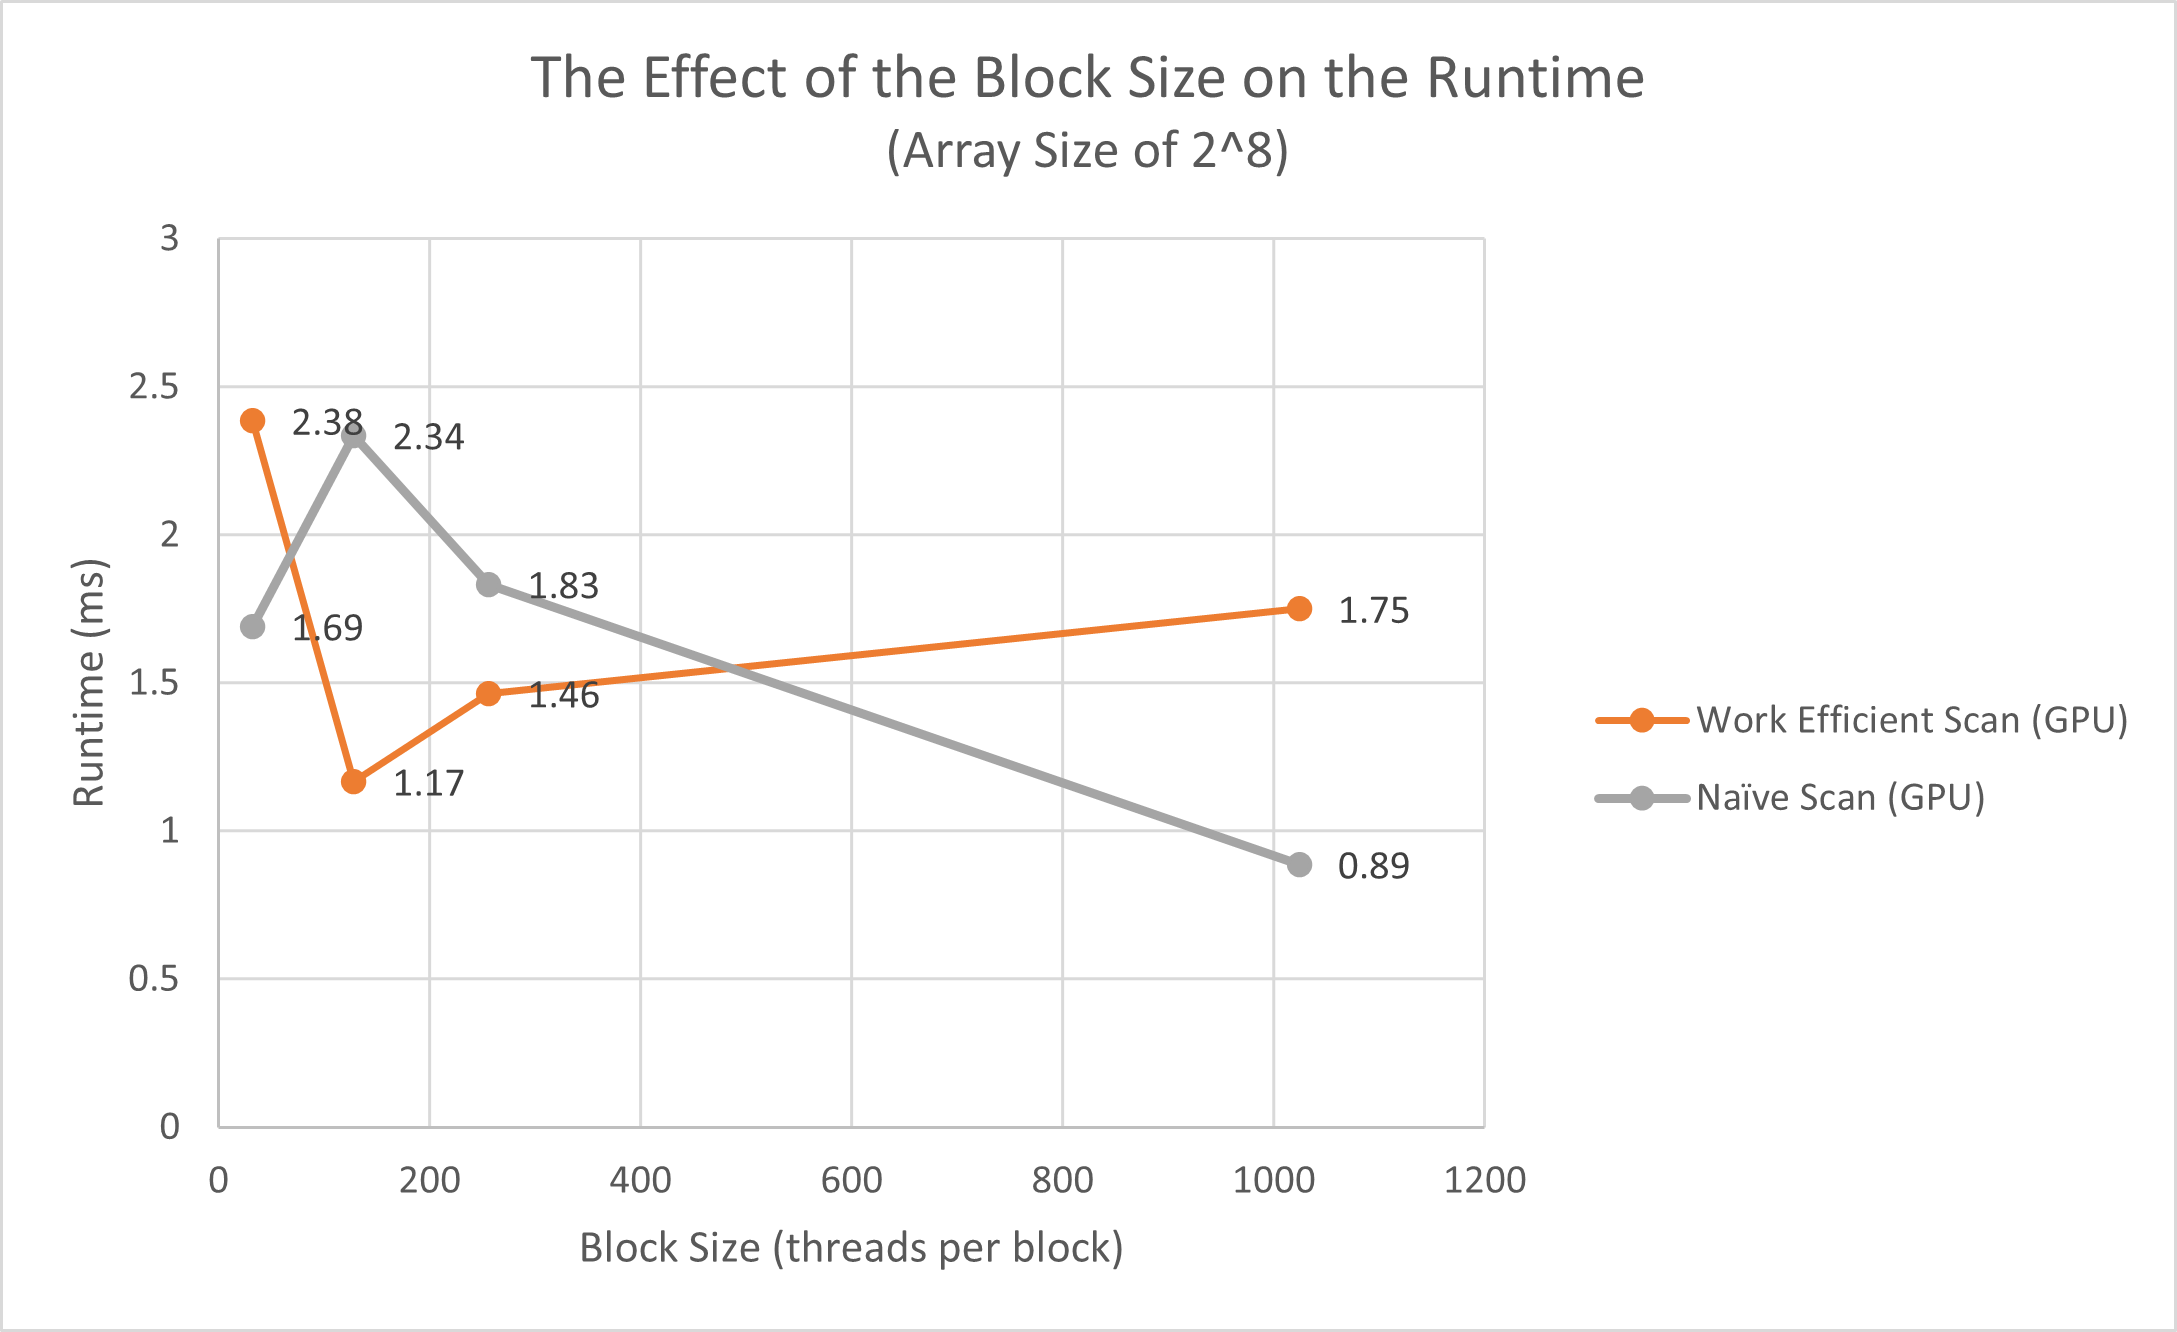 The Effect of the Block Size on the Runtime
(Array Size of 2^8)
3
2.5
2
1.5
1
0.5
0
Runtime (ms)
2.38
2.34
1.69
1.83
1.46
1.17
1.75
0.89
0 200 400 600 800 1000 1200
Block Size (threads per block)
Work Efficient Scan (GPU)
Naïve Scan (GPU)